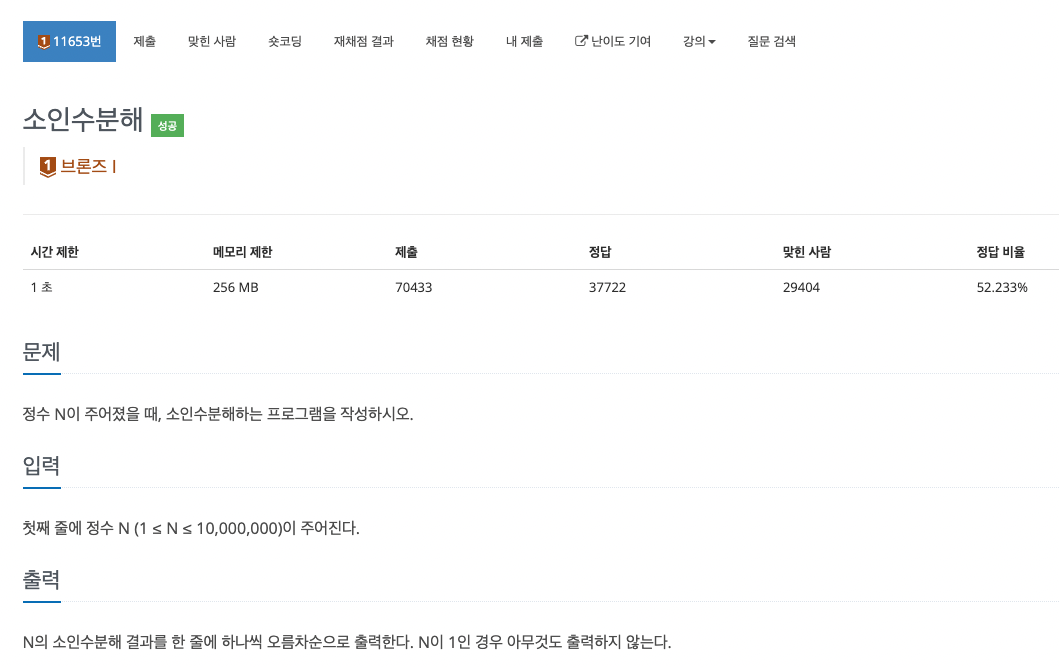 1 11653번 제출 맞힌 사람 숏코딩 재채점 결과 채점 현황 내 제출 난이도 기여 강의 질문 검색
소인수분해 성공
1 브론즈 I
시간 제한 메모리 제한 제출 정답 맞힌 사람 정답 비율
1 초 256 MB 70433 37722 29404 52.233%
문제
정수 N이 주어졌을 때, 소인수분해하는 프로그램을 작성하시오.
입력
첫째 줄에 정수 N (1 ≤ N ≤ 10,000,000)이 주어진다.
출력
N의 소인수분해 결과를 한 줄에 하나씩 오름차순으로 출력한다. N이 1인 경우 아무것도 출력하지 않는다.